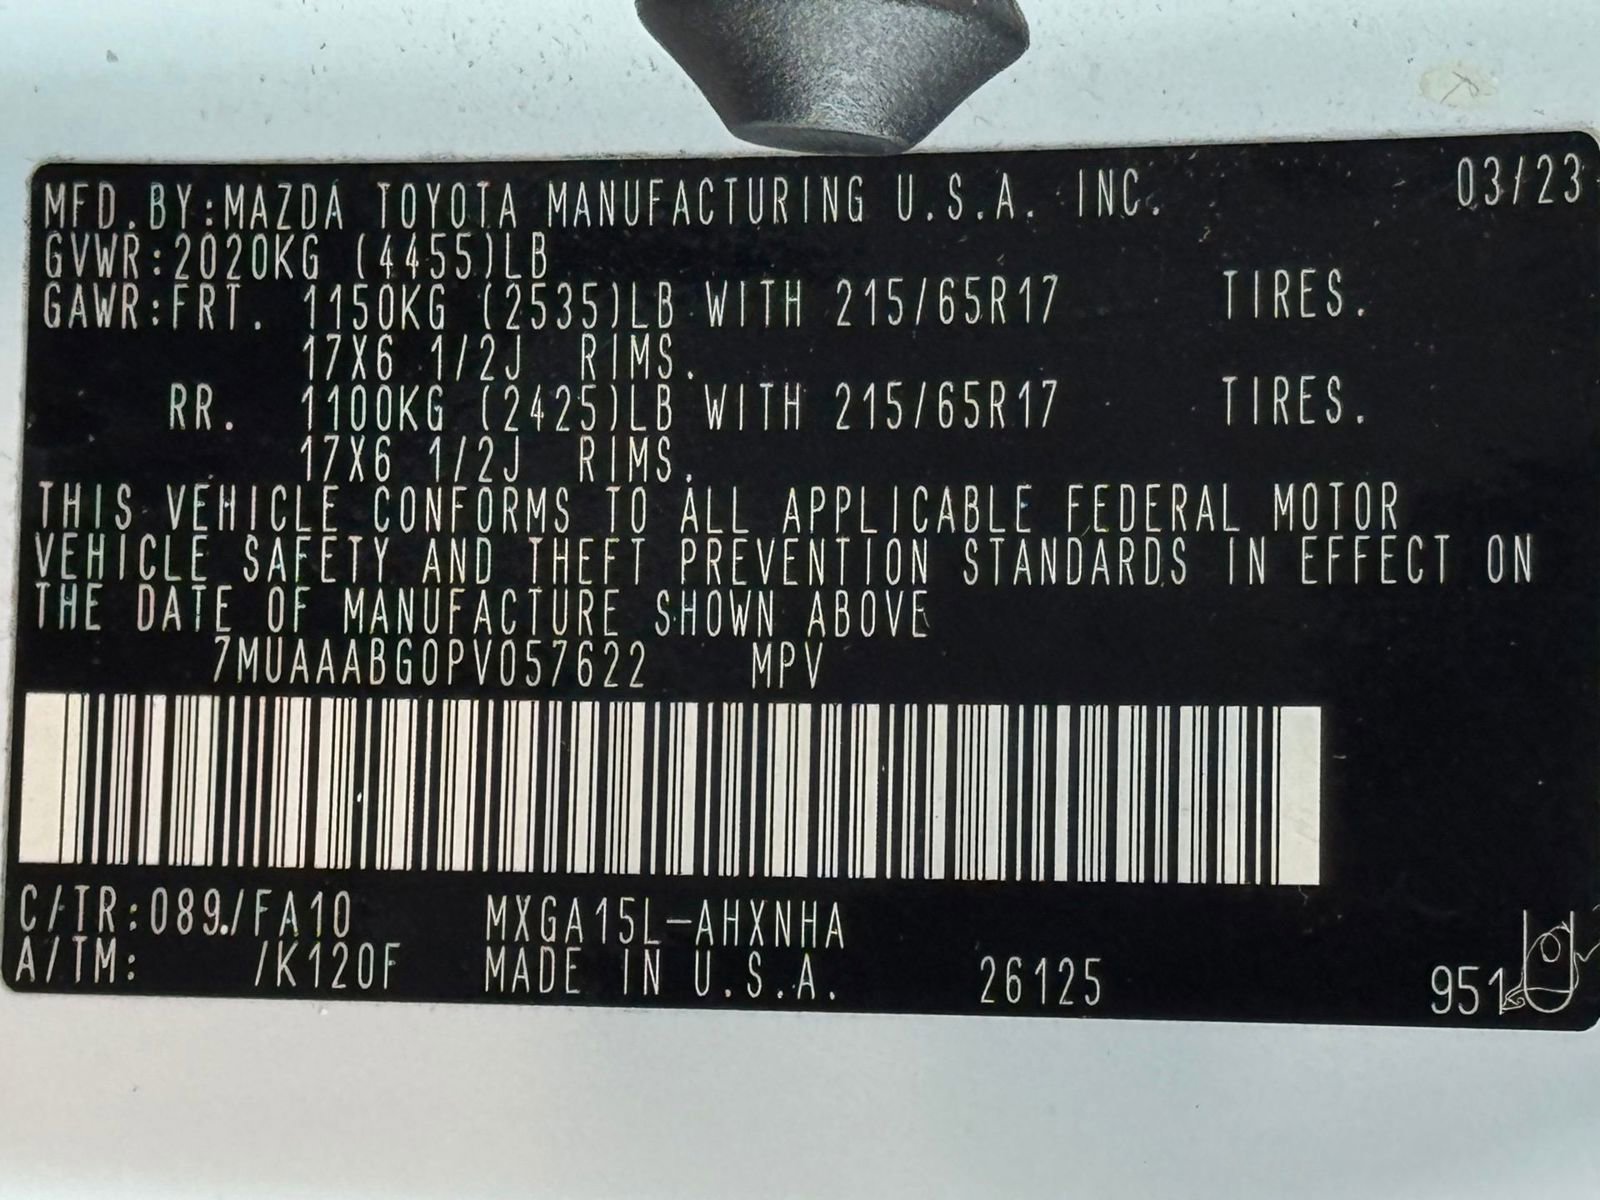 MFD.BY:MAZDA TOYOTA MANUFACTURING U.S.A. INC. 03/23
GVWR:2020KG (4455)LB
GAWR:FRT. 1150KG (2535)LB WITH 215/65R17 TIRES.
17X6 1/2J RIMS.
RR. 1100KG (2425)LB WITH 215/65R17 TIRES.
17X6 1/2J RIMS.
THIS VEHICLE CONFORMS TO ALL APPLICABLE FEDERAL MOTOR
VEHICLE SAFETY AND THEFT PREVENTION STANDARDS IN EFFECT ON
THE DATE OF MANUFACTURE SHOWN ABOVE
7MUAAABG0PV057622 MPV
C/TR:089./FA10 MXGA15L-AHXNHA
A/TM: /K120F MADE IN U.S.A. 26125 951